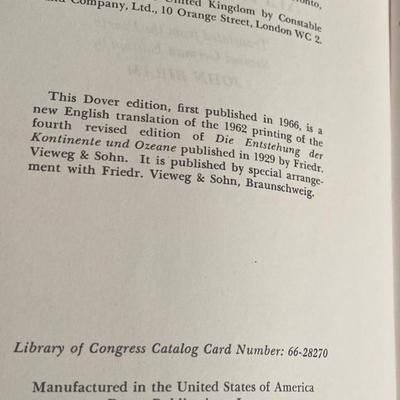 United Kingdom by Constable
and Company, Ltd., 10 Orange Street, London WC 2.
JOHN BIRAM
This Dover edition, first published in 1966, is a
new English translation of the 1962 printing of the
fourth revised edition of Die Entstehung der
Kontinente und Ozeane published in 1929 by Friedr.
Vieweg & Sohn. It is published by special arrange-
ment with Friedr. Vieweg & Sohn, Braunschweig.
Library of Congress Catalog Card Number: 66-28270
Manufactured in the United States of America